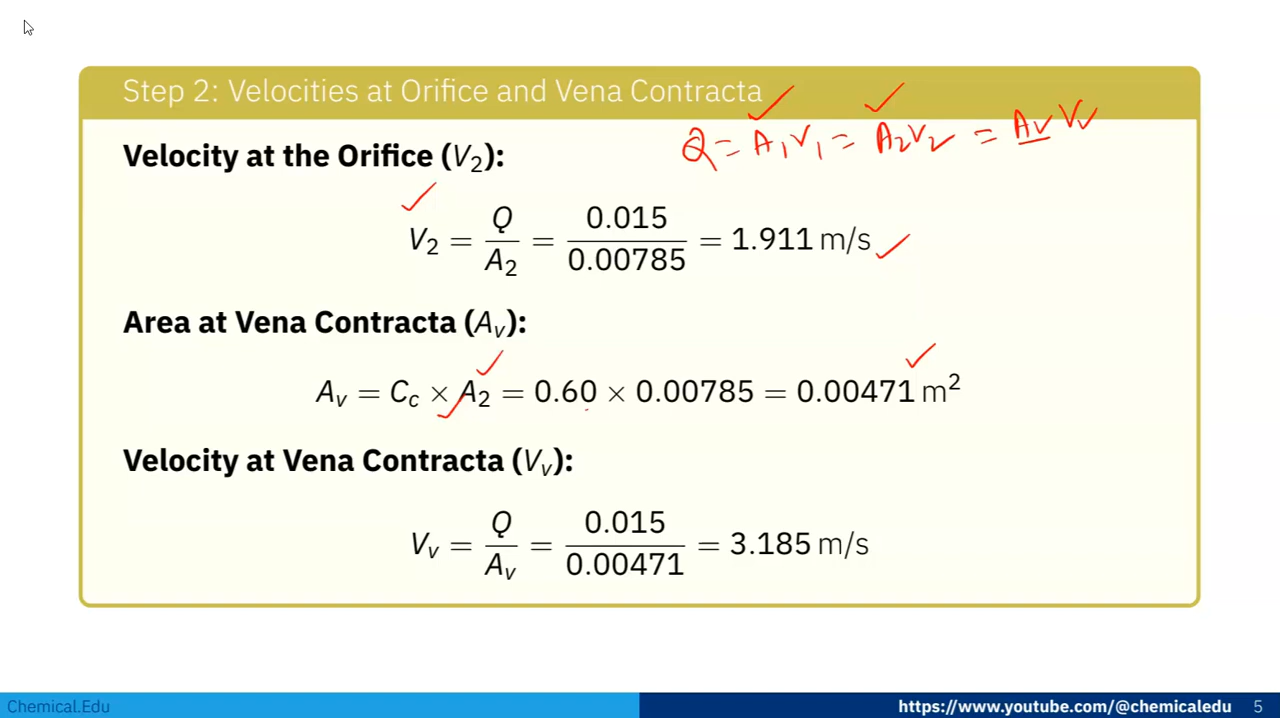 Step 2: Velocities at Orifice and Vena Contracta
Q = A₁V₁ = A₂V₂ = Av Vv
Velocity at the Orifice (V₂):
V₂ = Q/A₂ = 0.015/0.00785 = 1.911 m/s
Area at Vena Contracta (Aᵥ):
Aᵥ = C_c × A₂ = 0.60 × 0.00785 = 0.00471 m²
Velocity at Vena Contracta (Vᵥ):
Vᵥ = Q/Aᵥ = 0.015/0.00471 = 3.185 m/s
Chemical.Edu https://www.youtube.com/@chemicaledu 5